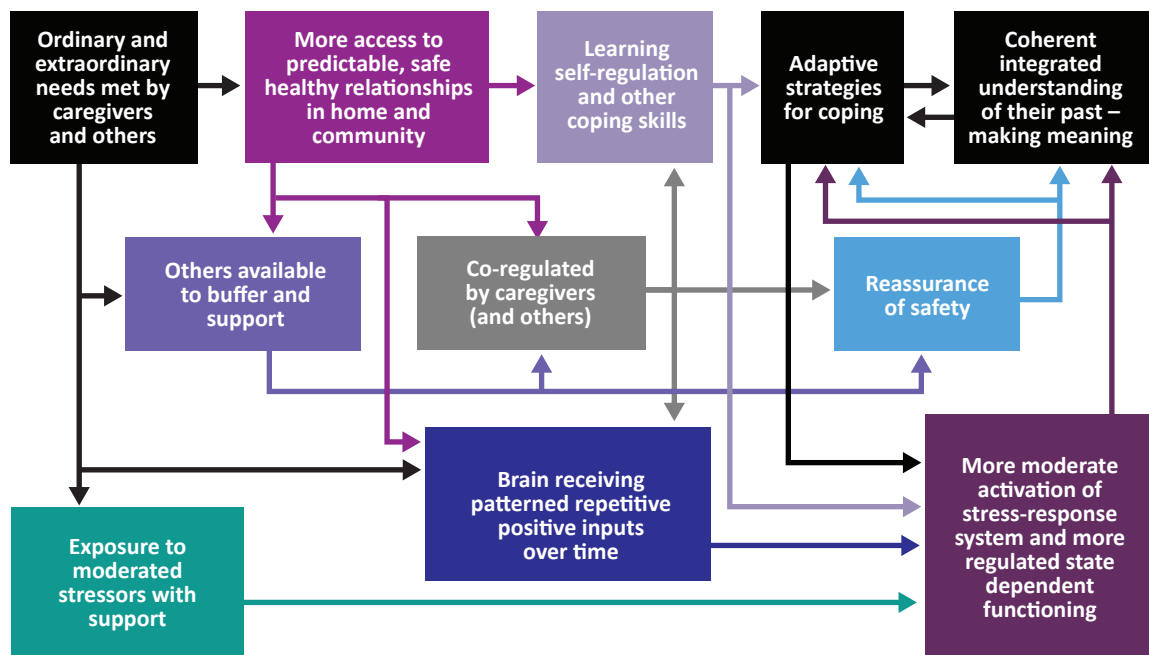 Ordinary and
extraordinary
needs met by
caregivers
and others
More access to
predictable, safe
healthy relationships
in home and
community
Learning
self-regulation
and other
coping skills
Adaptive
strategies
for coping
Coherent
integrated
understanding
of their past –
making meaning
Others available
to buffer and
support
Co-regulated
by caregivers
(and others)
Reassurance
of safety
Exposure to
moderated
stressors with
support
Brain receiving
patterned repetitive
positive inputs
over time
More moderate
activation of
stress-response
system and more
regulated state
dependent
functioning